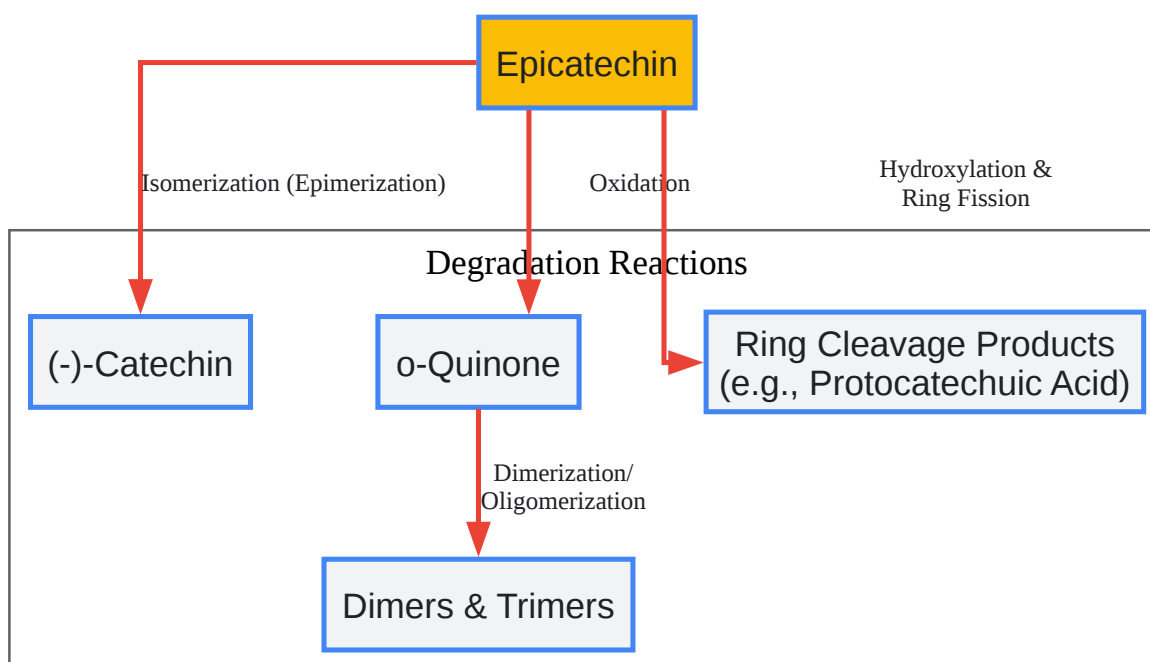 Epicatechin
Isomerization (Epimerization)
Oxidation
Hydroxylation &
Ring Fission
Degradation Reactions
(-)-Catechin
o-Quinone
Ring Cleavage Products
(e.g., Protocatechuic Acid)
Dimerization/
Oligomerization
Dimers & Trimers